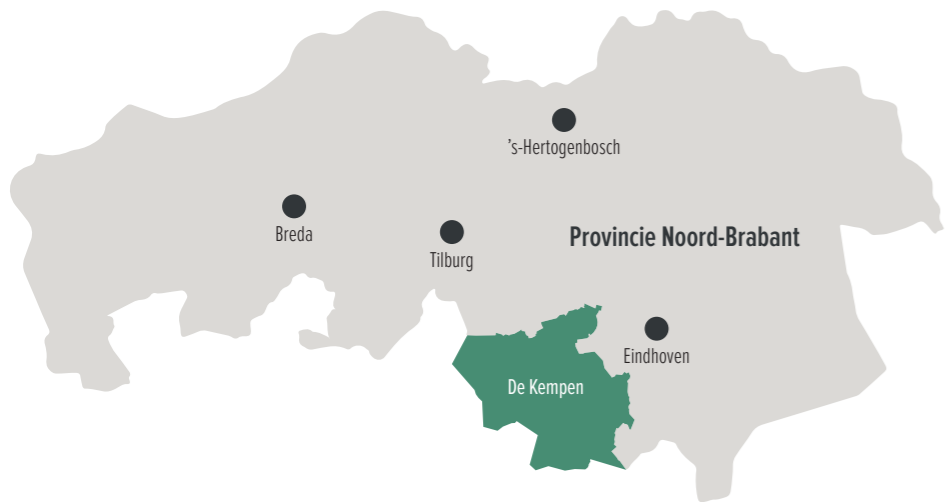 ’s-Hertogenbosch
Breda
Tilburg
Provincie Noord-Brabant
Eindhoven
De Kempen